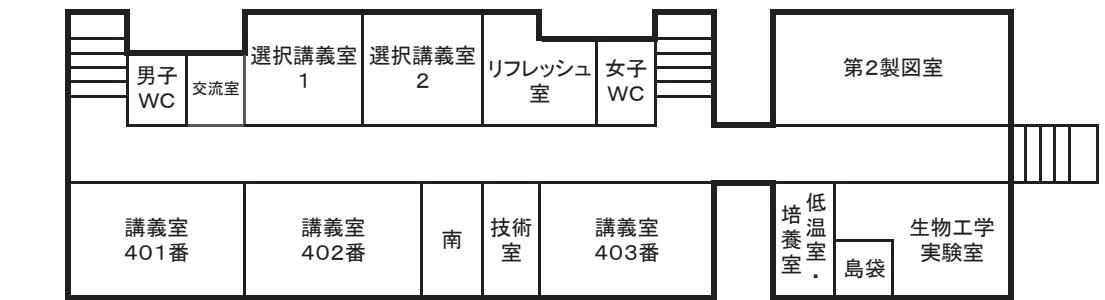 男子
WC
交流室
選択講義室
1
選択講義室
2
リフレッシュ
室
女子
WC
第2製図室
講義室
401番
講義室
402番
南
技術
室
講義室
403番
低温室・
培養室
島袋
生物工学
実験室